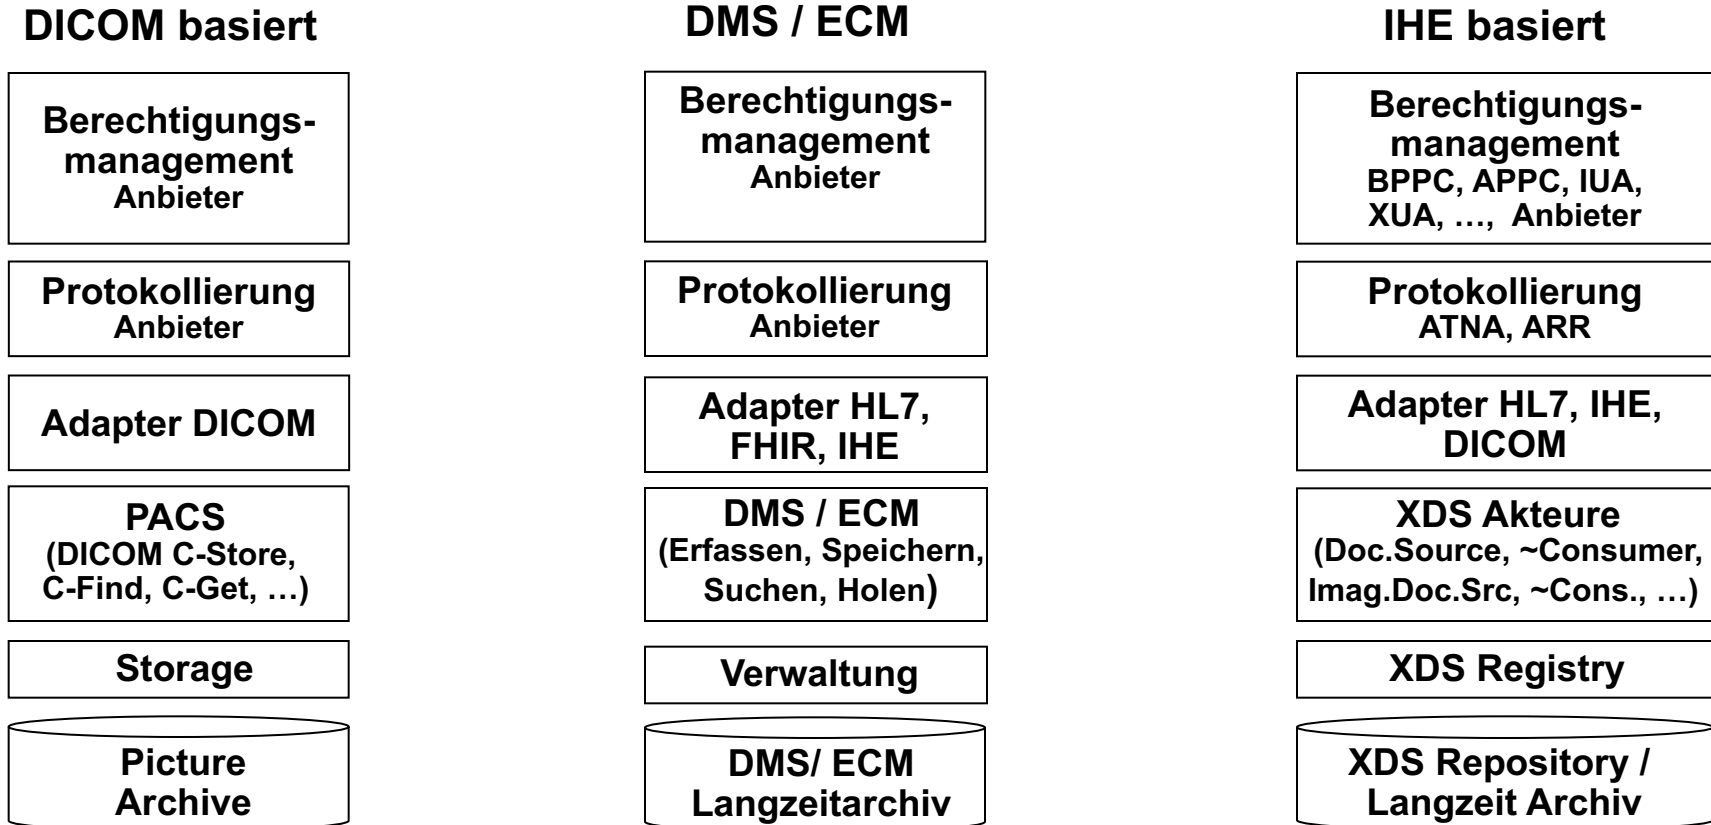 DICOM basiert
Berechtigungs-
management
Anbieter
Protokollierung
Anbieter
Adapter DICOM
PACS
(DICOM C-Store,
C-Find, C-Get, …)
Storage
Picture
Archive
DMS / ECM
Berechtigungs-
management
Anbieter
Protokollierung
Anbieter
Adapter HL7,
FHIR, IHE
DMS / ECM
(Erfassen, Speichern,
Suchen, Holen)
Verwaltung
DMS/ ECM
Langzeitarchiv
IHE basiert
Berechtigungs-
management
BPPC, APPC, IUA,
XUA, …, Anbieter
Protokollierung
ATNA, ARR
Adapter HL7, IHE,
DICOM
XDS Akteure
(Doc.Source, ~Consumer,
Imag.Doc.Src, ~Cons., …)
XDS Registry
XDS Repository /
Langzeit Archiv